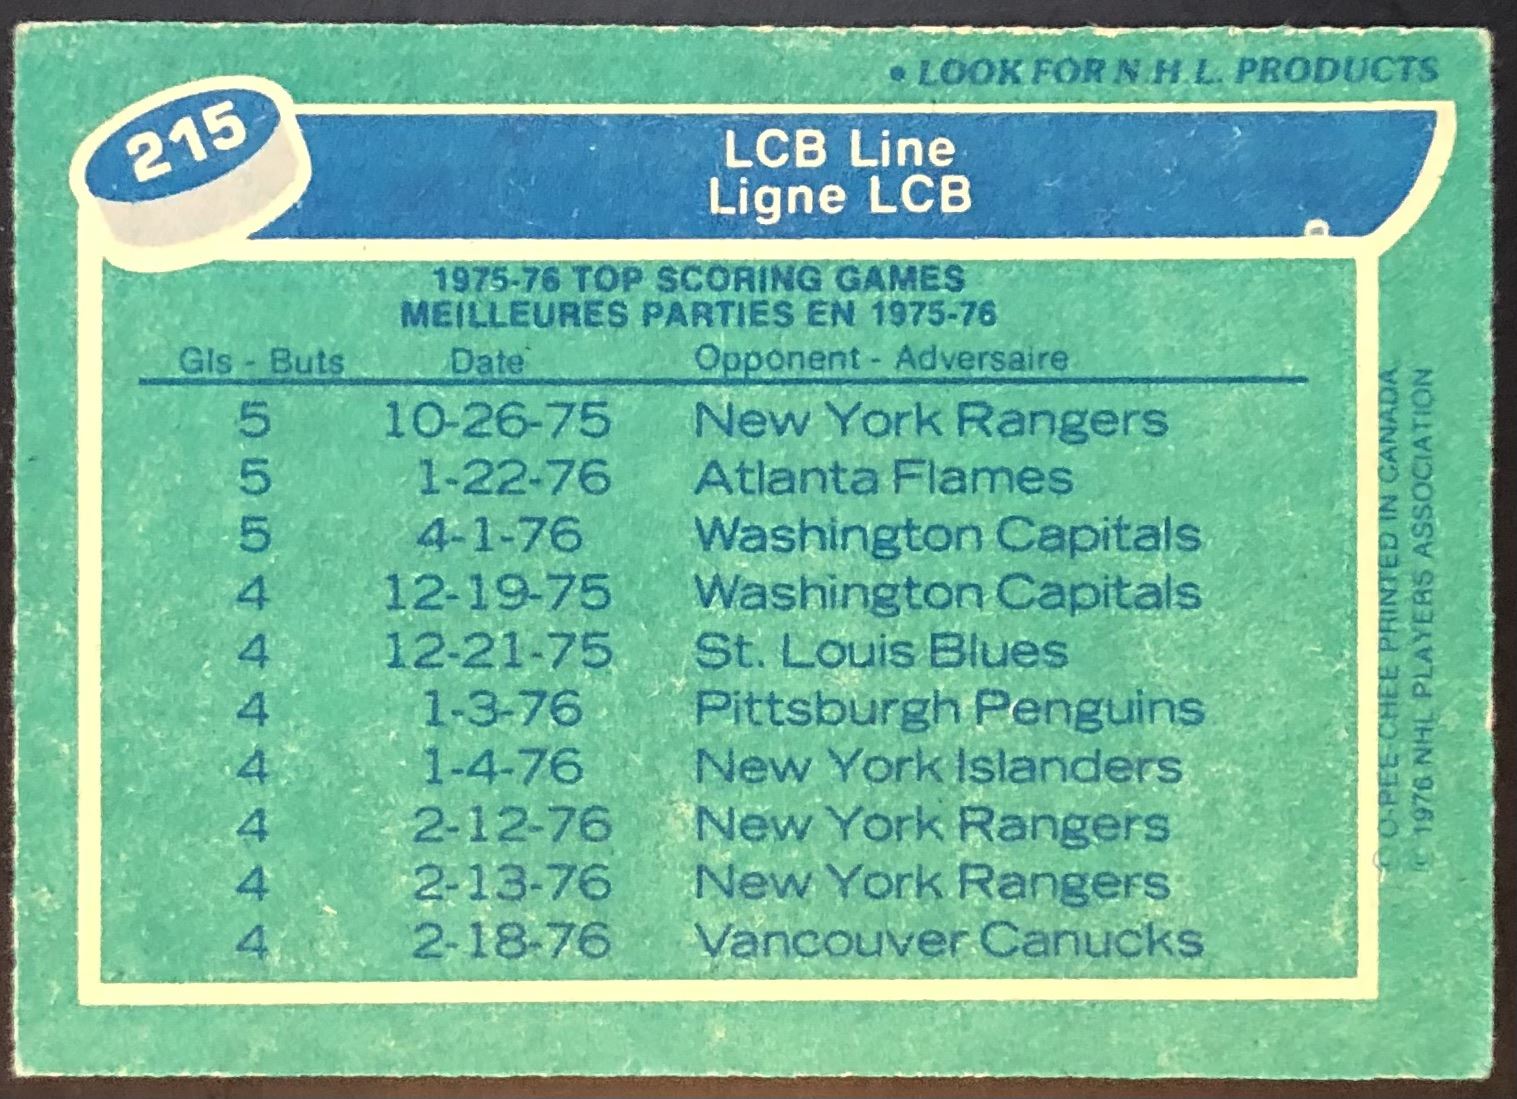 • LOOK FOR N.H.L. PRODUCTS
215
LCB Line
Ligne LCB
1975-76 TOP SCORING GAMES
MEILLEURES PARTIES EN 1975-76
Gls - Buts Date Opponent - Adversaire
5 10-26-75 New York Rangers
5 1-22-76 Atlanta Flames
5 4-1-76 Washington Capitals
4 12-19-75 Washington Capitals
4 12-21-75 St. Louis Blues
4 1-3-76 Pittsburgh Penguins
4 1-4-76 New York Islanders
4 2-12-76 New York Rangers
4 2-13-76 New York Rangers
4 2-18-76 Vancouver Canucks
© O-PEE-CHEE PRINTED IN CANADA
© 1976 NHL PLAYERS ASSOCIATION